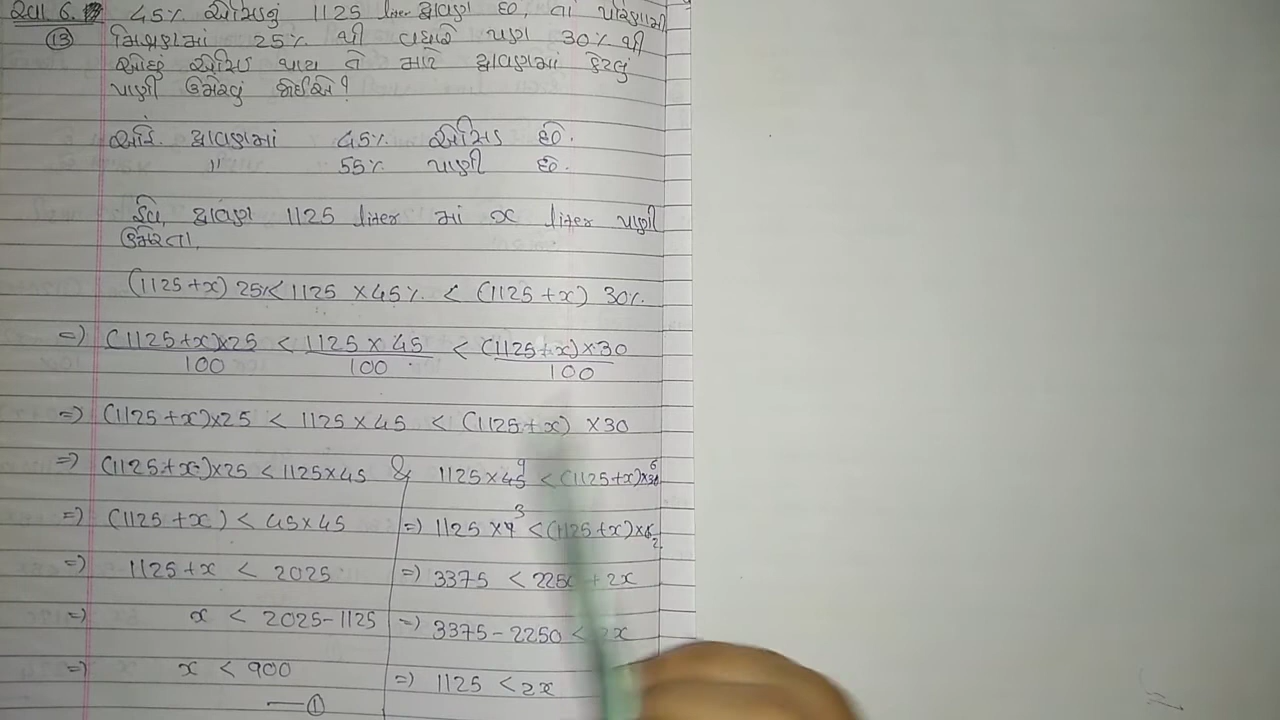 સ્વા 6. 45% એસિડનું 1125 liter દ્રાવણ છે, તો પરિણામી
(13) મિશ્રણમાં 25% થી વધારે પણ 30% થી
ઓછું એસિડ થાય તે માટે દ્રાવણમાં કેટલું
પાણી ઉમેરવું જોઈએ?
અહિં દ્રાવણમાં 45% એસિડ છે.
" 55% પાણી છે.
હવે, દ્રાવણ 1125 liter માં x liter પાણી
ઉમેરતા,
(1125+x) 25% < 1125 × 45% < (1125+x) 30%
=) (1125+x)×25 / 100 < 1125 × 45 / 100 < (1125+x)×30 / 100
=) (1125+x)×25 < 1125×45 < (1125+x) ×30
=) (1125+x)×25 < 1125×45 & 1125×45 9 < (1125+x)×30 6
=) (1125+x) < 45×45 =) 1125 ×9 3 < (1125+x)×6 2
=) 1125+x < 2025 =) 3375 < 2250 + 2x
=) x < 2025-1125 =) 3375-2250 < 2x
=) x < 900 =) 1125 < 2x
—— (1)